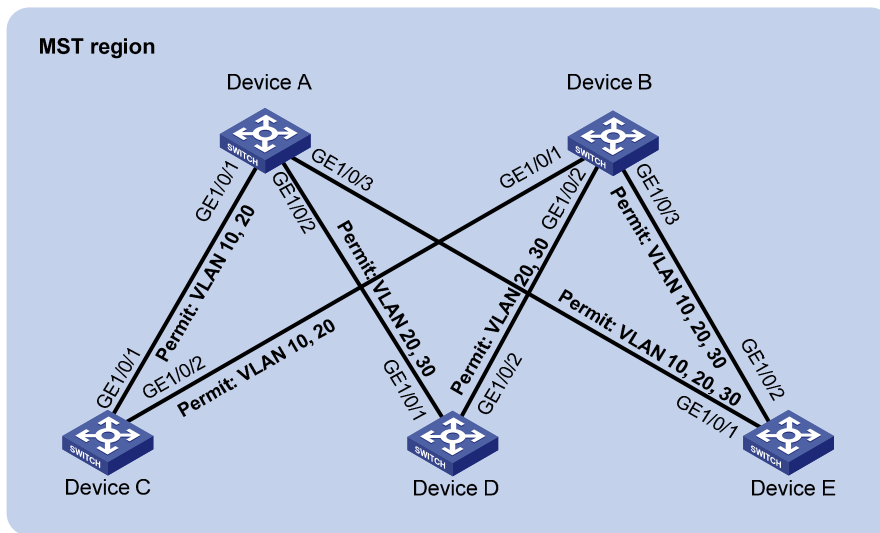 MST region
Device A
Device B
SWITCH
SWITCH
GE1/0/1
GE1/0/2
GE1/0/3
GE1/0/1
GE1/0/2
GE1/0/3
Permit: VLAN 10, 20
Permit: VLAN 20, 30
Permit: VLAN 10, 20
Permit: VLAN 20, 30
Permit: VLAN 10, 20, 30
Permit: VLAN 10, 20, 30
GE1/0/1
GE1/0/2
GE1/0/1
GE1/0/2
GE1/0/1
GE1/0/2
SWITCH
SWITCH
SWITCH
Device C
Device D
Device E